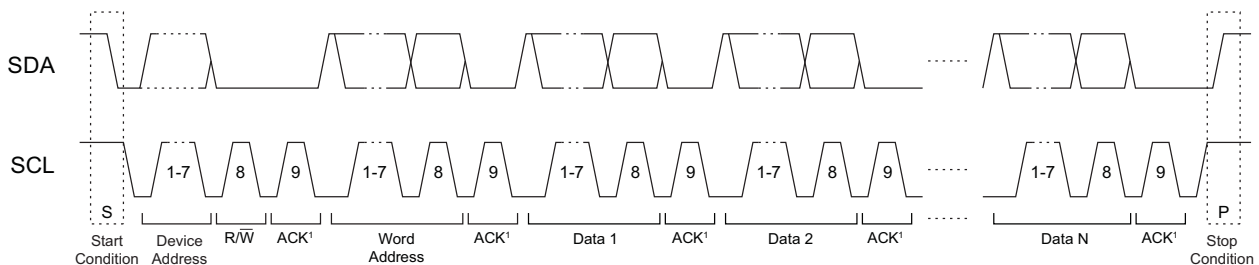 SDA
SCL
1-7 8 9 1-7 8 9 1-7 8 9 1-7 8 9 1-7 8 9
S P
Start Condition
Device Address
R/W̅
ACK¹
Word Address
ACK¹
Data 1
ACK¹
Data 2
ACK¹
Data N
ACK¹
Stop Condition